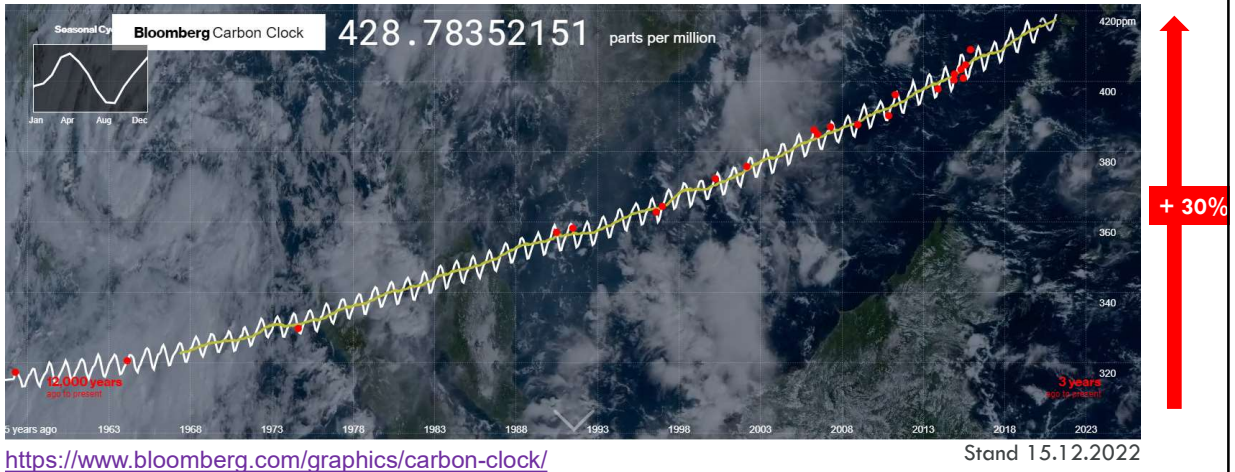 Seasonal Cy
Bloomberg Carbon Clock
428.78352151 parts per million
420ppm
400
380
360
340
320
Jan Apr Aug Dec
+ 30%
12,000 years
ago to present
3 years
ago to present
5 years ago 1963 1968 1973 1978 1983 1988 1993 1998 2003 2008 2013 2018 2023
https://www.bloomberg.com/graphics/carbon-clock/
Stand 15.12.2022